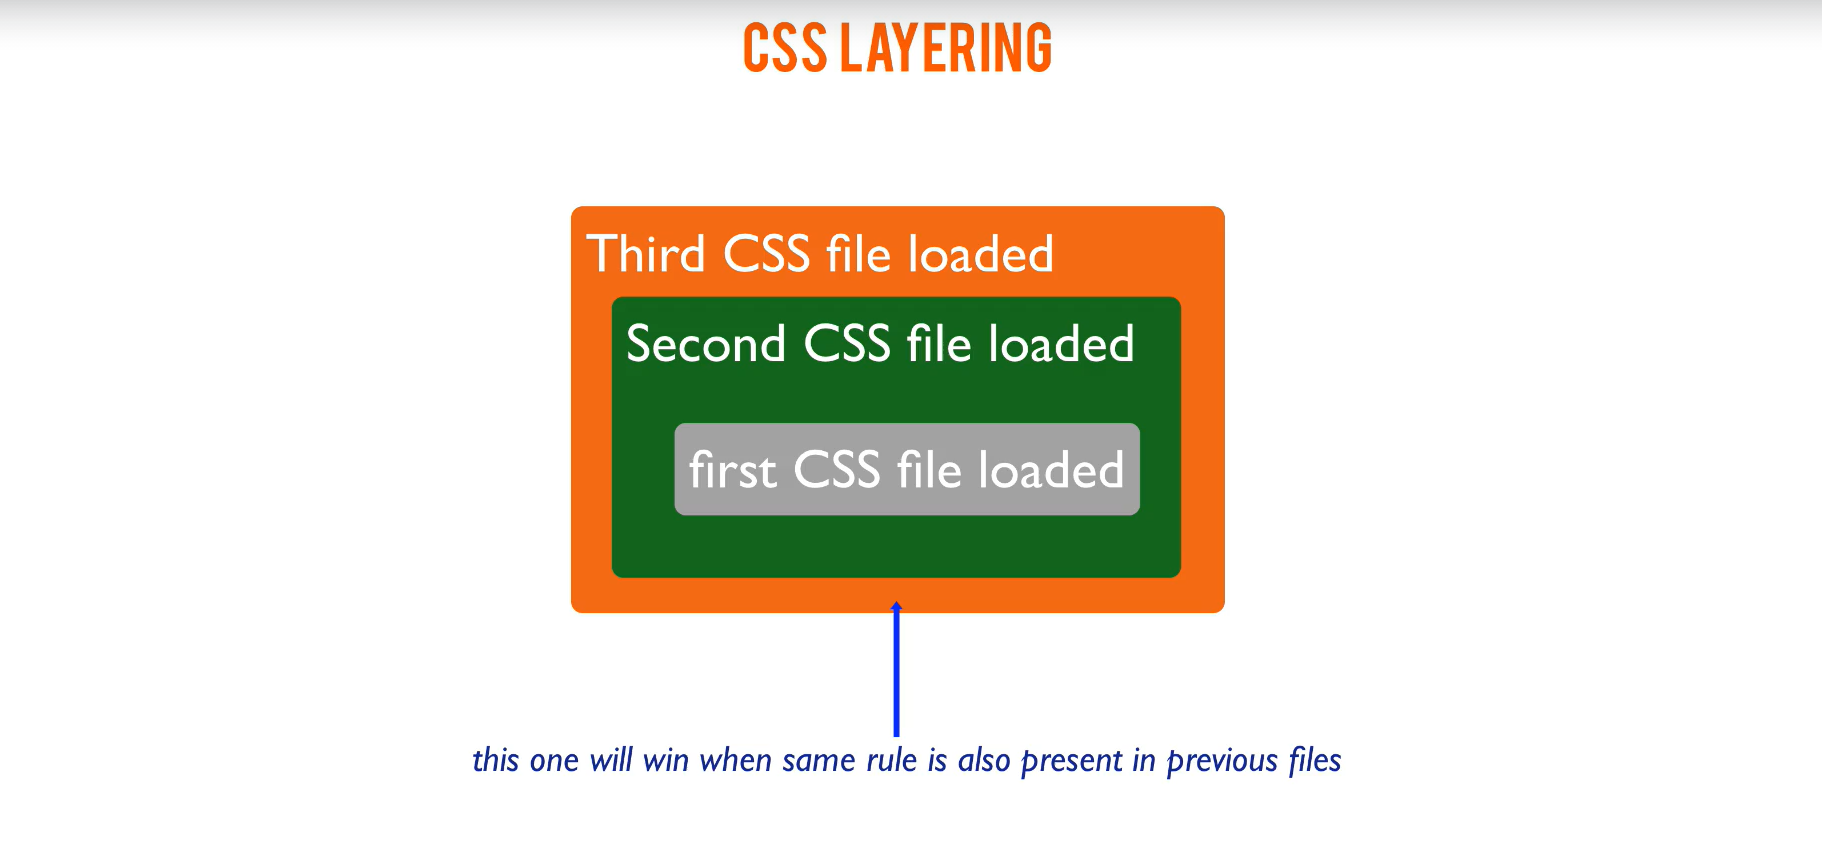 CSS LAYERING
Third CSS file loaded
Second CSS file loaded
first CSS file loaded
this one will win when same rule is also present in previous files